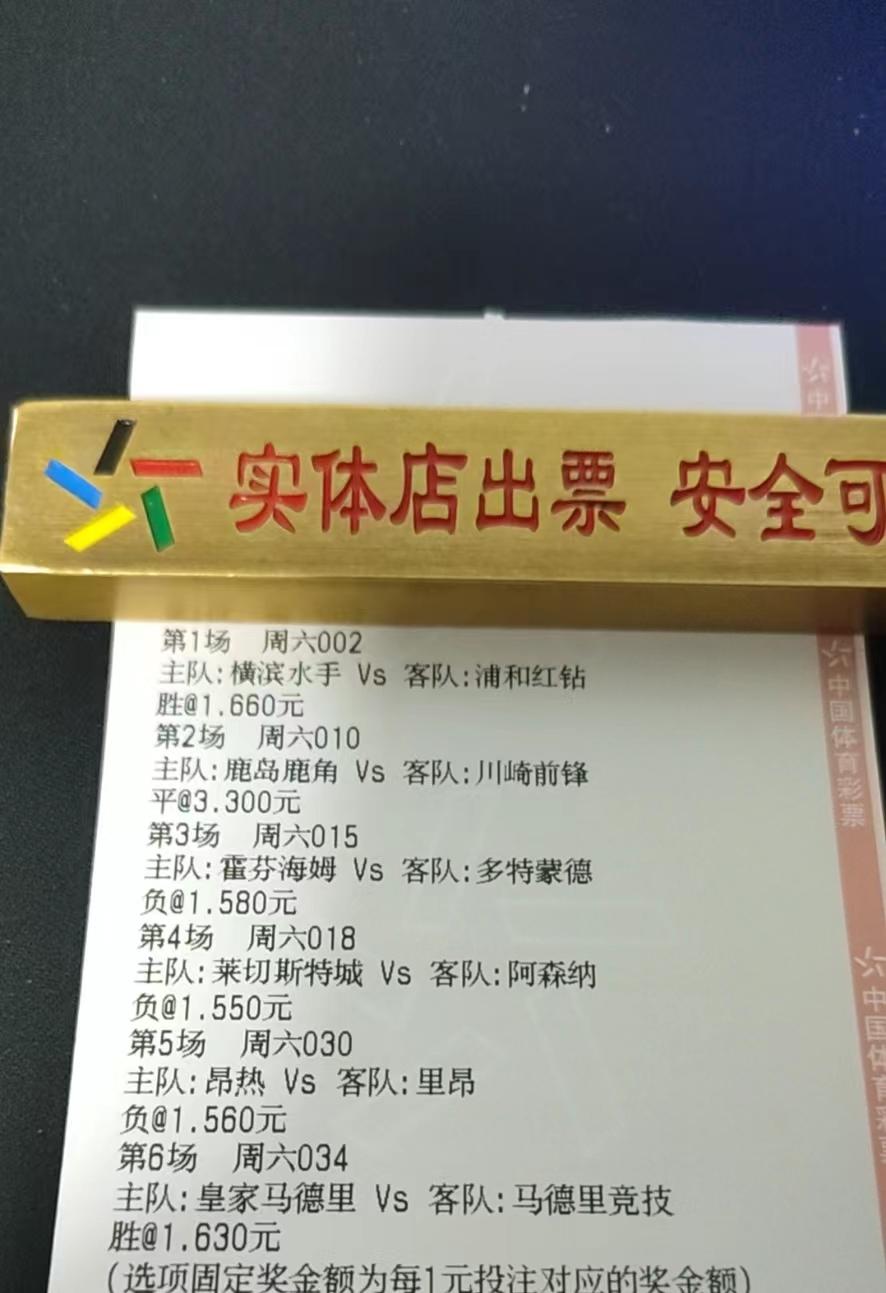 实体店出票 安全可
第1场 周六002
主队:横滨水手 Vs 客队:浦和红钻
胜@1.660元
第2场 周六010
主队:鹿岛鹿角 Vs 客队:川崎前锋
平@3.300元
第3场 周六015
主队:霍芬海姆 Vs 客队:多特蒙德
负@1.580元
第4场 周六018
主队:莱切斯特城 Vs 客队:阿森纳
负@1.550元
第5场 周六030
主队:昂热 Vs 客队:里昂
负@1.560元
第6场 周六034
主队:皇家马德里 Vs 客队:马德里竞技
胜@1.630元
(选项固定奖金额为每1元投注对应的奖金额)
中
中国体育彩票
中国体育彩票